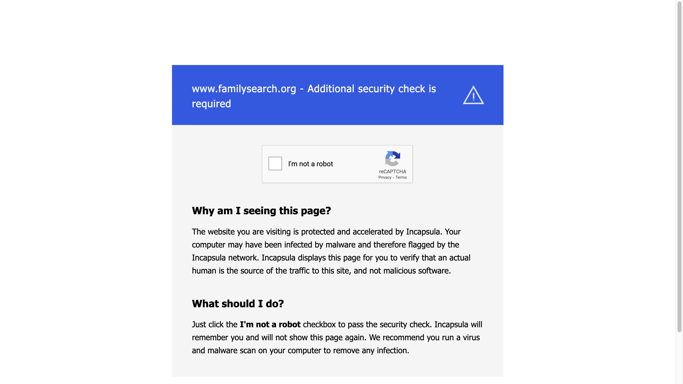 www.familysearch.org - Additional security check is
required
I'm not a robot
reCAPTCHA
Privacy - Terms
Why am I seeing this page?
The website you are visiting is protected and accelerated by Incapsula. Your
computer may have been infected by malware and therefore flagged by the
Incapsula network. Incapsula displays this page for you to verify that an actual
human is the source of the traffic to this site, and not malicious software.
What should I do?
Just click the I'm not a robot checkbox to pass the security check. Incapsula will
remember you and will not show this page again. We recommend you run a virus
and malware scan on your computer to remove any infection.